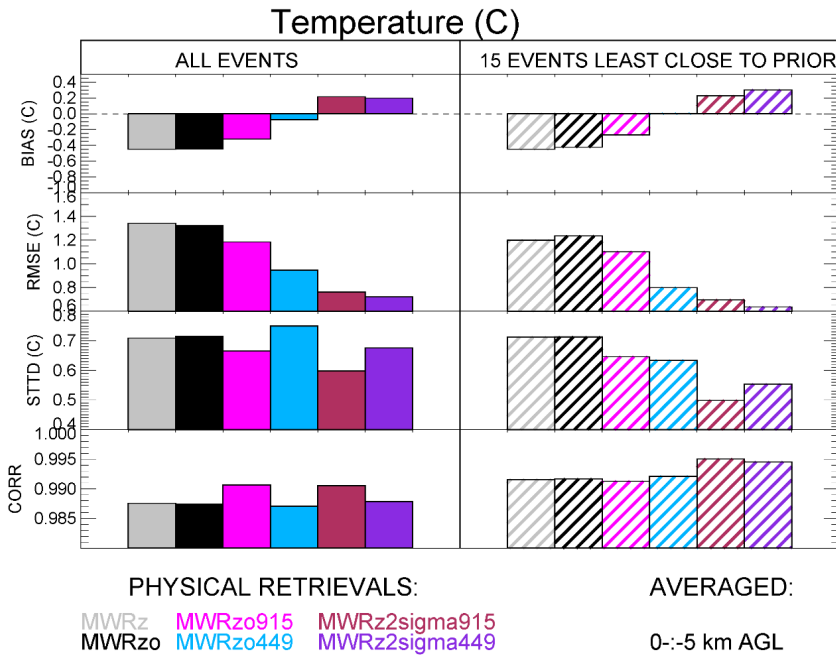 Temperature (C)
ALL EVENTS
15 EVENTS LEAST CLOSE TO PRIOR
BIAS (C)
0.4
0.2
0.0
-0.2
-0.4
-0.6
-0.8
-1.0
RMSE (C)
1.6
1.4
1.2
1.0
0.8
0.6
STTD (C)
0.8
0.7
0.6
0.5
0.4
CORR
1.000
0.995
0.990
0.985
PHYSICAL RETRIEVALS:
AVERAGED:
MWRz MWRzo915 MWRz2sigma915
MWRzo MWRzo449 MWRz2sigma449
0-:-5 km AGL